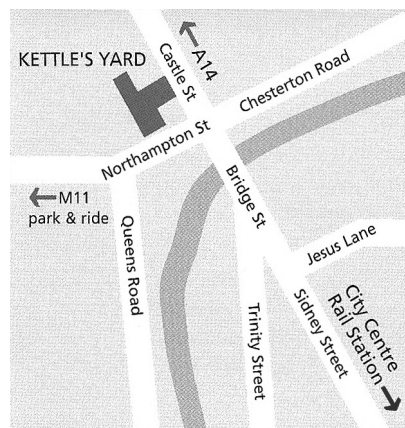 KETTLE'S YARD
Castle St
A14
Chesterton Road
Northampton St
M11
park & ride
Bridge St
Queens Road
Jesus Lane
Trinity Street
Sidney Street
City Centre
Rail Station